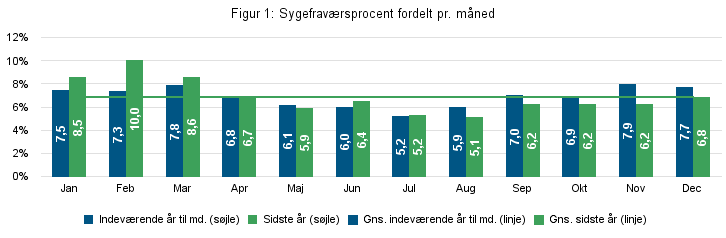 Figur 1: Sygefraværsprocent fordelt pr. måned
12%
10%
8%
6%
4%
2%
0%
7,5 8,5 7,3 10,0 7,8 8,6 6,8 6,7 6,1 5,9 6,0 6,4 5,2 5,2 5,9 5,1 7,0 6,2 6,9 6,2 7,9 6,2 7,7 6,8
Jan Feb Mar Apr Maj Jun Jul Aug Sep Okt Nov Dec
Indeværende år til md. (søjle) Sidste år (søjle) Gns. indeværende år til md. (linje) Gns. sidste år (linje)